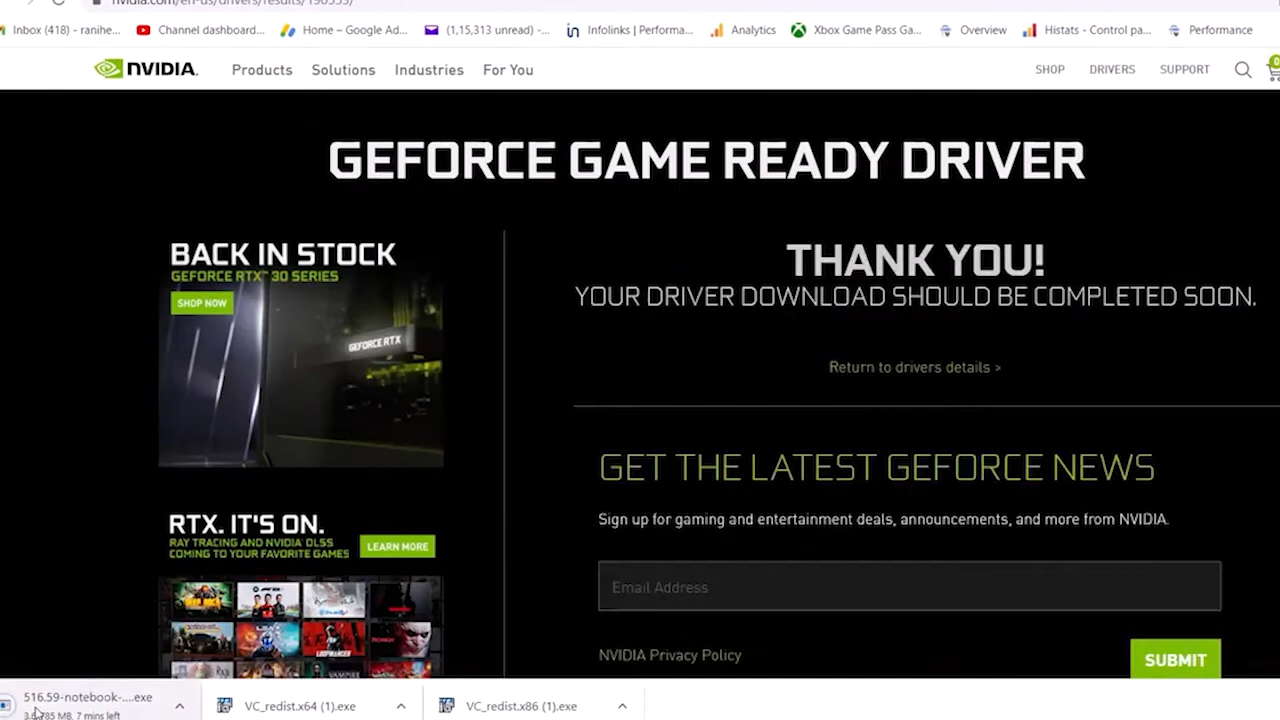 Inbox (418) - ranihe...
Channel dashboard...
Home – Google Ad...
(1,15,313 unread) -...
Infolinks | Performa...
Analytics
Xbox Game Pass Ga...
Overview
Histats - Control pa...
Performance
NVIDIA.
Products
Solutions
Industries
For You
SHOP
DRIVERS
SUPPORT
0
GEFORCE GAME READY DRIVER
BACK IN STOCK
GEFORCE RTX™ 30 SERIES
SHOP NOW
GEFORCE RTX
THANK YOU!
YOUR DRIVER DOWNLOAD SHOULD BE COMPLETED SOON.
Return to drivers details >
RTX. IT'S ON.
RAY TRACING AND NVIDIA DLSS
COMING TO YOUR FAVORITE GAMES
LEARN MORE
GET THE LATEST GEFORCE NEWS
Sign up for gaming and entertainment deals, announcements, and more from NVIDIA.
Email Address
NVIDIA Privacy Policy
SUBMIT
516.59-notebook-....exe
MB, 7 mins left
VC_redist.x64 (1).exe
VC_redist.x86 (1).exe